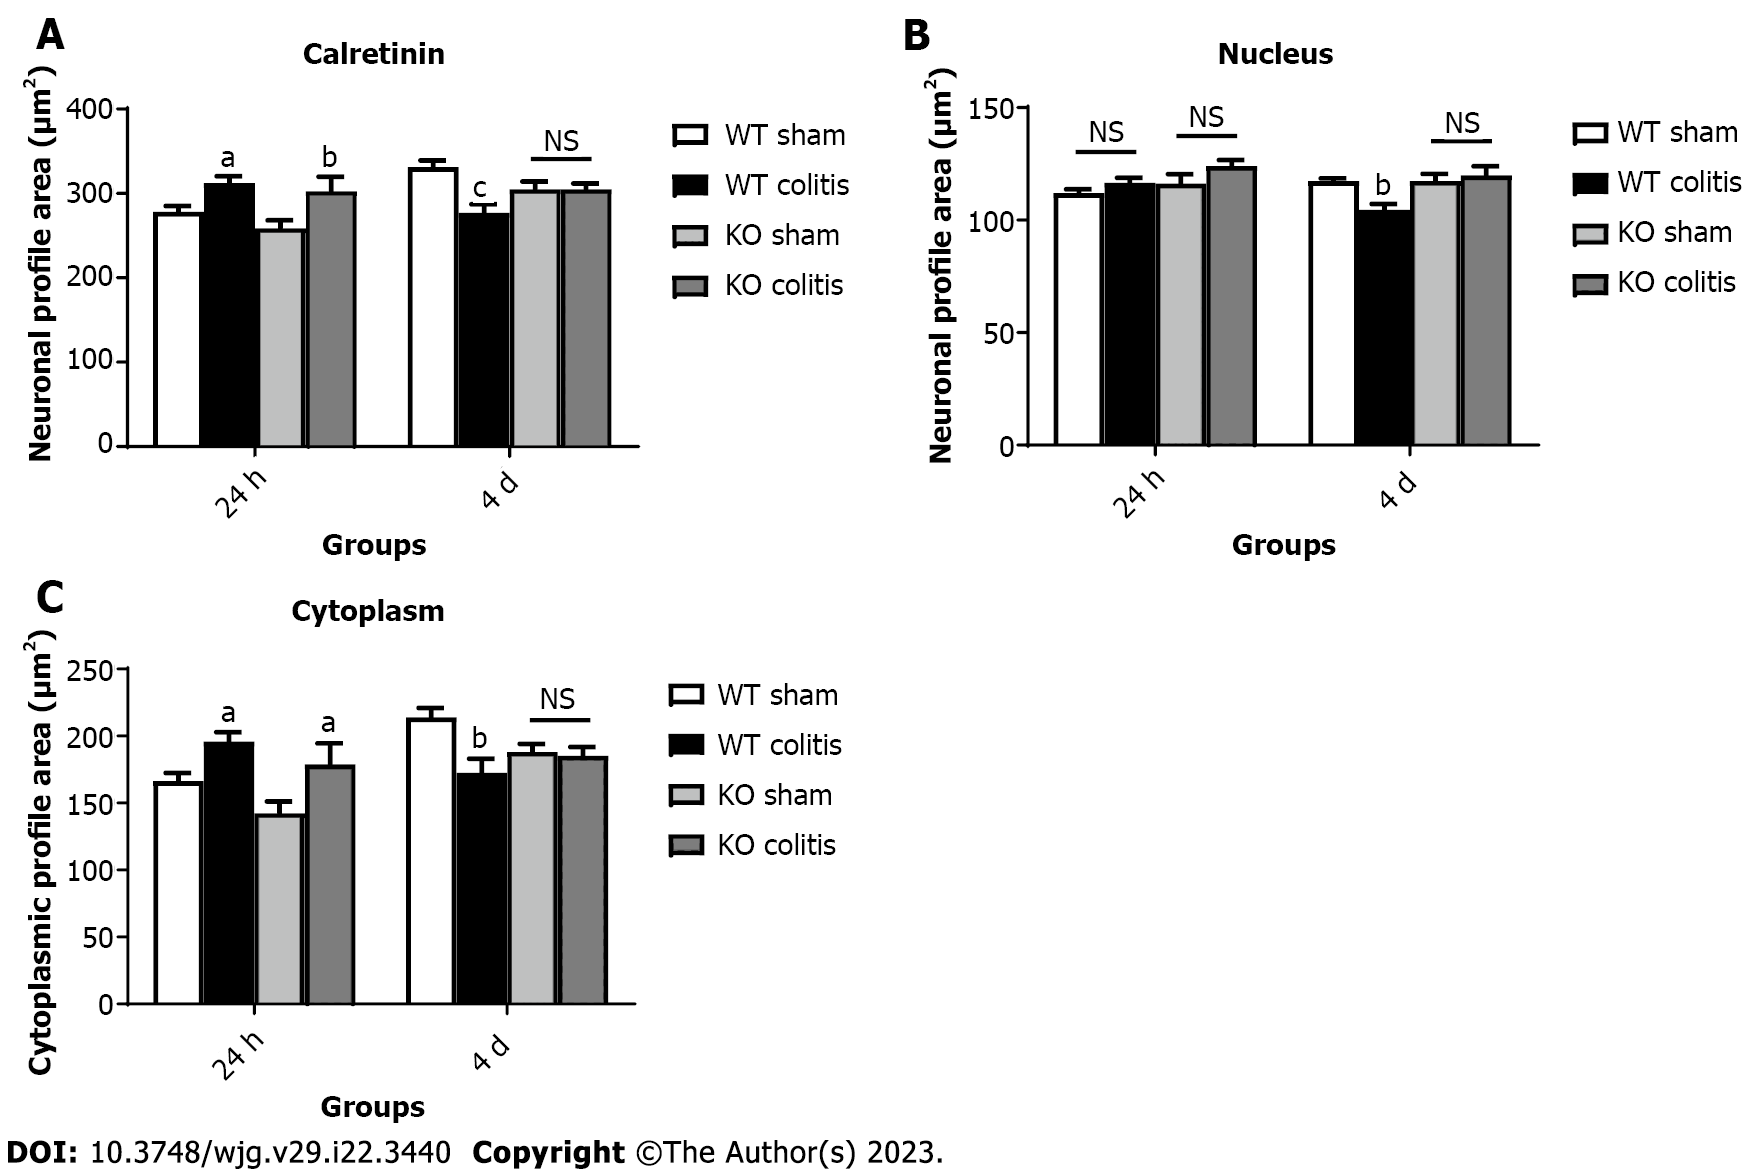 A
Calretinin
Neuronal profile area (µm²)
400
300
200
100
0
a
b
c
NS
24 h
4 d
Groups
WT sham
WT colitis
KO sham
KO colitis
B
Nucleus
Neuronal profile area (µm²)
150
100
50
0
NS
NS
b
NS
24 h
4 d
Groups
WT sham
WT colitis
KO sham
KO colitis
C
Cytoplasm
Cytoplasmic profile area (µm²)
250
200
150
100
50
0
a
a
b
NS
24 h
4 d
Groups
WT sham
WT colitis
KO sham
KO colitis
DOI: 10.3748/wjg.v29.i22.3440 Copyright ©The Author(s) 2023.